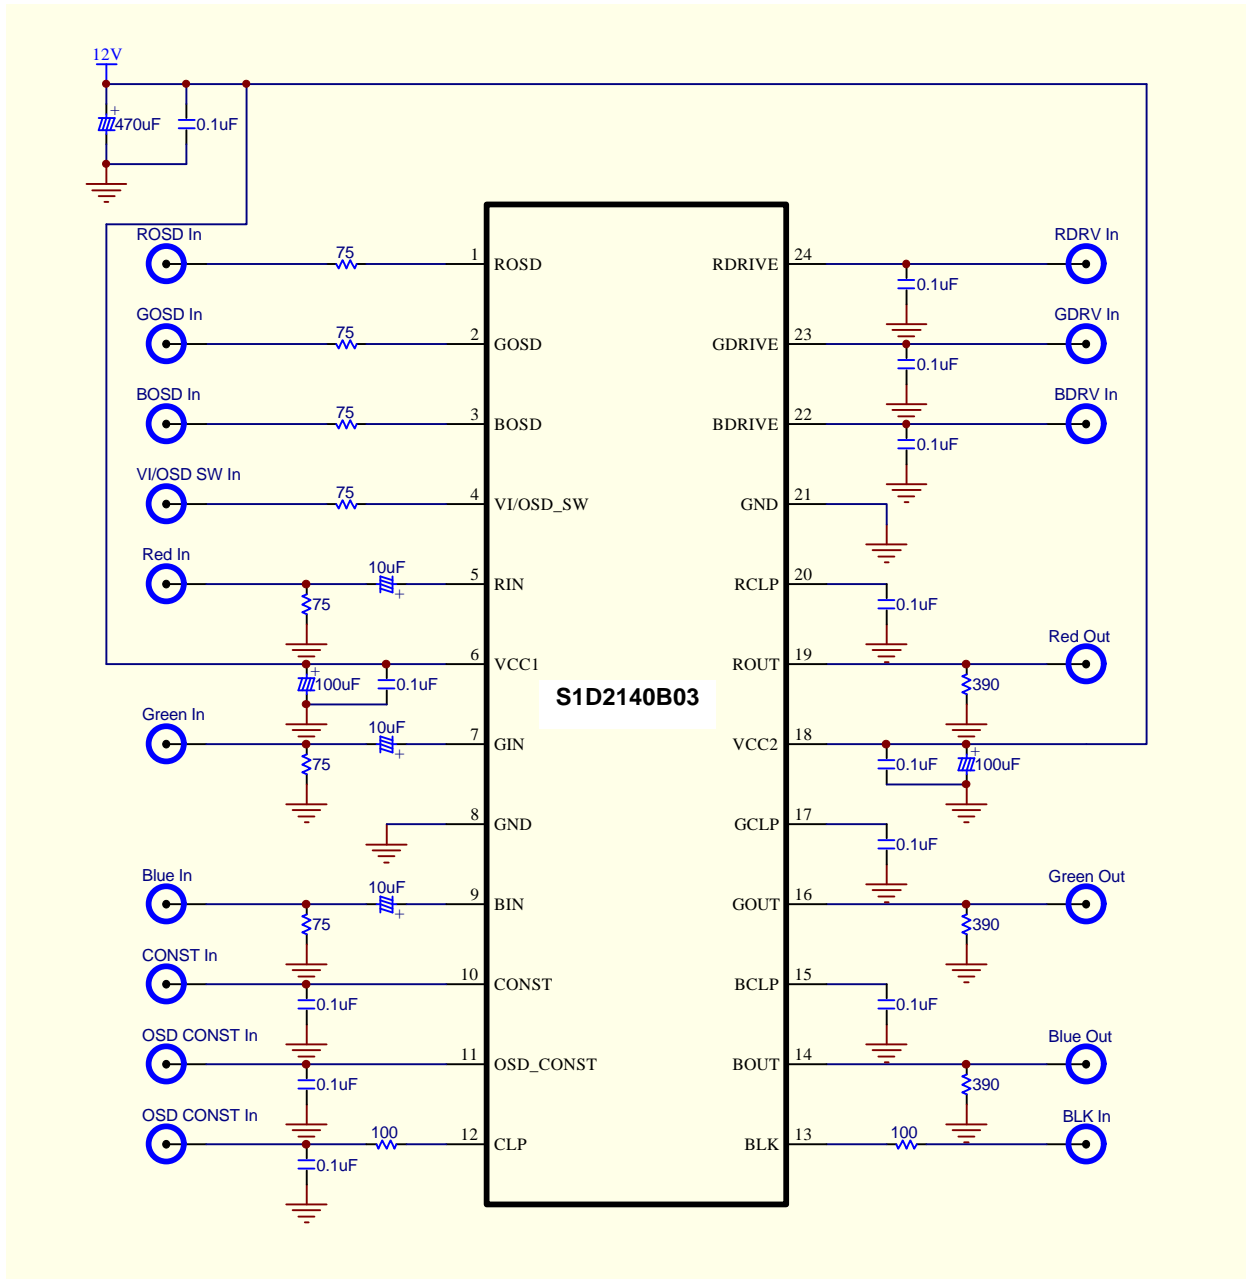 12V
+
470uF
0.1uF
ROSD In
75
1
ROSD
GOSD In
75
2
GOSD
BOSD In
75
3
BOSD
VI/OSD SW In
75
4
VI/OSD_SW
Red In
10uF
+
75
5
RIN
6
VCC1
+
100uF
0.1uF
Green In
10uF
+
75
7
GIN
8
GND
Blue In
10uF
+
75
9
BIN
CONST In
0.1uF
10
CONST
OSD CONST In
0.1uF
11
OSD_CONST
OSD CONST In
0.1uF
100
12
CLP
S1D2140B03
RDRIVE
24
0.1uF
RDRV In
GDRIVE
23
0.1uF
GDRV In
BDRIVE
22
0.1uF
BDRV In
GND
21
RCLP
20
0.1uF
ROUT
19
390
Red Out
VCC2
18
0.1uF
+
100uF
GCLP
17
0.1uF
GOUT
16
390
Green Out
BCLP
15
0.1uF
BOUT
14
390
Blue Out
BLK
13
100
BLK In